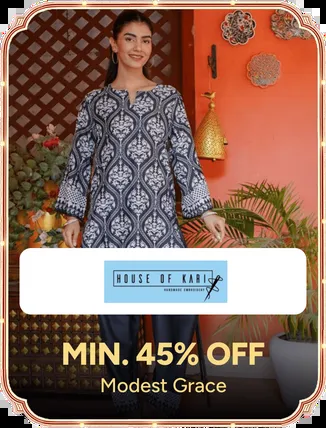 HOUSE OF KARI
HANDMADE EMBROIDERY
MIN. 45% OFF
Modest Grace